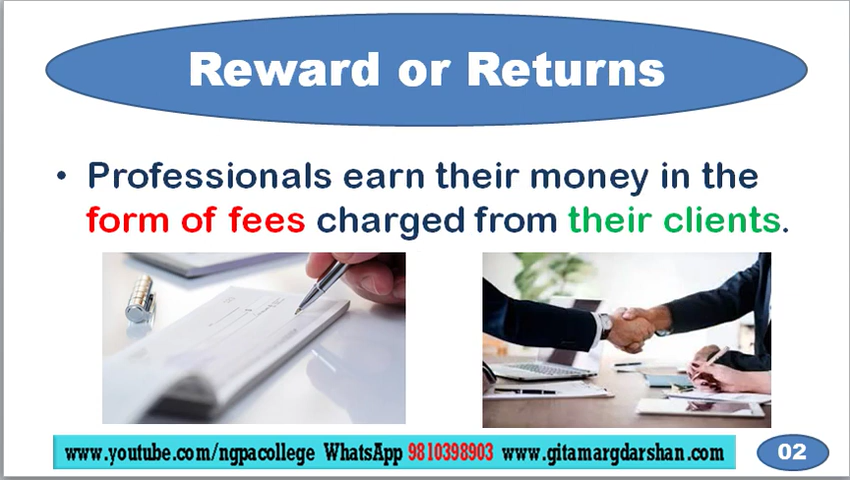 Reward or Returns
• Professionals earn their money in the
form of fees charged from their clients.
www.youtube.com/ngpacollege WhatsApp 9810398903 www.gitamargdarshan.com
02